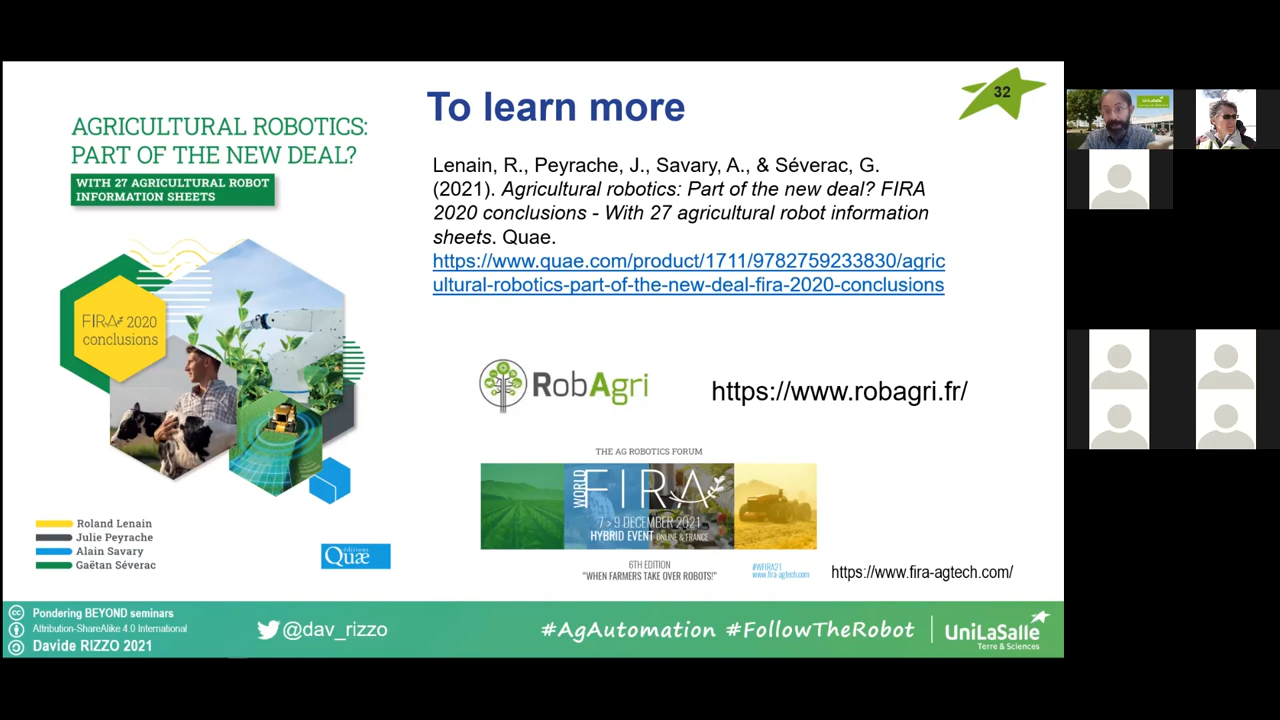 AGRICULTURAL ROBOTICS:
PART OF THE NEW DEAL?
WITH 27 AGRICULTURAL ROBOT
INFORMATION SHEETS
FIRA 2020
conclusions
Roland Lenain
Julie Peyrache
Alain Savary
Gaëtan Séverac
éditions
Quæ
To learn more
32
Lenain, R., Peyrache, J., Savary, A., & Séverac, G.
(2021). Agricultural robotics: Part of the new deal? FIRA
2020 conclusions - With 27 agricultural robot information
sheets. Quae.
https://www.quae.com/product/1711/9782759233830/agric
ultural-robotics-part-of-the-new-deal-fira-2020-conclusions
RobAgri
https://www.robagri.fr/
THE AG ROBOTICS FORUM
WORLD
FIRA
7 > 9 DECEMBER 2021
HYBRID EVENT ONLINE & FRANCE
6TH EDITION
"WHEN FARMERS TAKE OVER ROBOTS!"
#WFIRA21
www.fira-agtech.com
https://www.fira-agtech.com/
cc
Pondering BEYOND seminars
Attribution-ShareAlike 4.0 International
Davide RIZZO 2021
@dav_rizzo
#AgAutomation #FollowTheRobot
UniLaSalle
Terre & Sciences
UniLaSalle